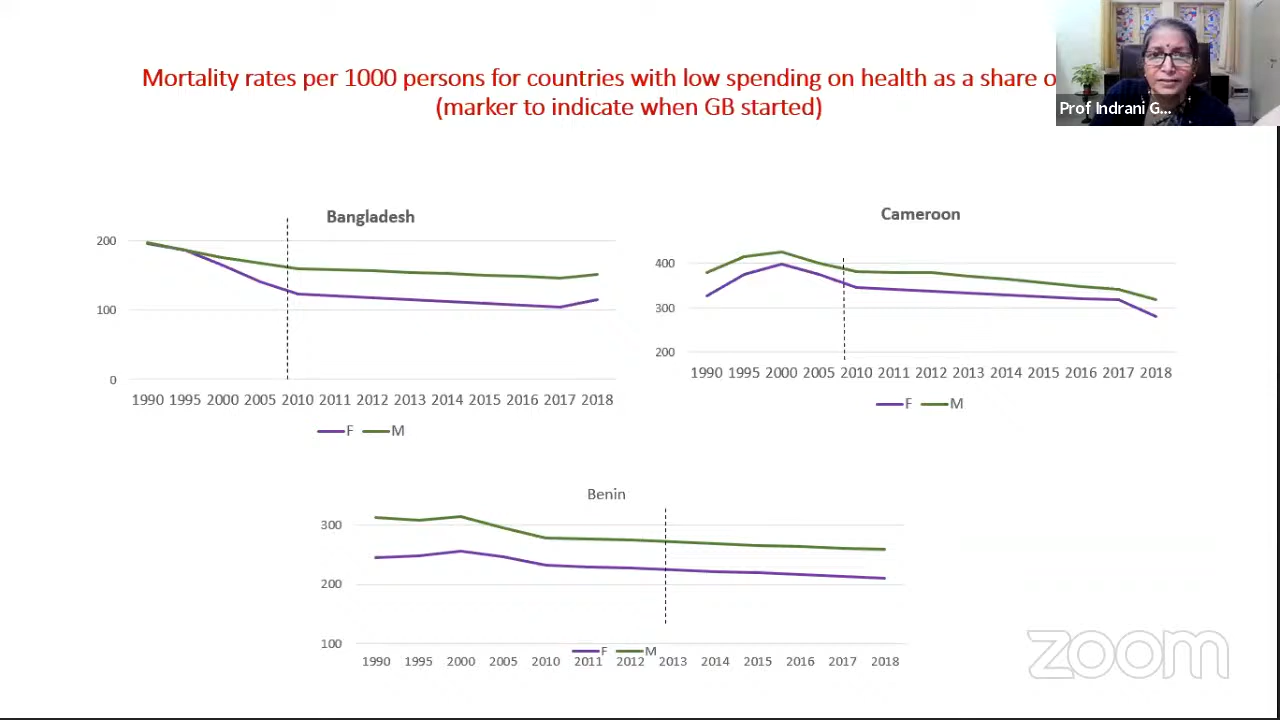 Mortality rates per 1000 persons for countries with low spending on health as a share o
(marker to indicate when GB started)
Prof Indrani G...
Bangladesh
200
100
0
1990 1995 2000 2005 2010 2011 2012 2013 2014 2015 2016 2017 2018
F M
Cameroon
400
300
200
1990 1995 2000 2005 2010 2011 2012 2013 2014 2015 2016 2017 2018
F M
Benin
300
200
100
F M
1990 1995 2000 2005 2010 2011 2012 2013 2014 2015 2016 2017 2018
zoom